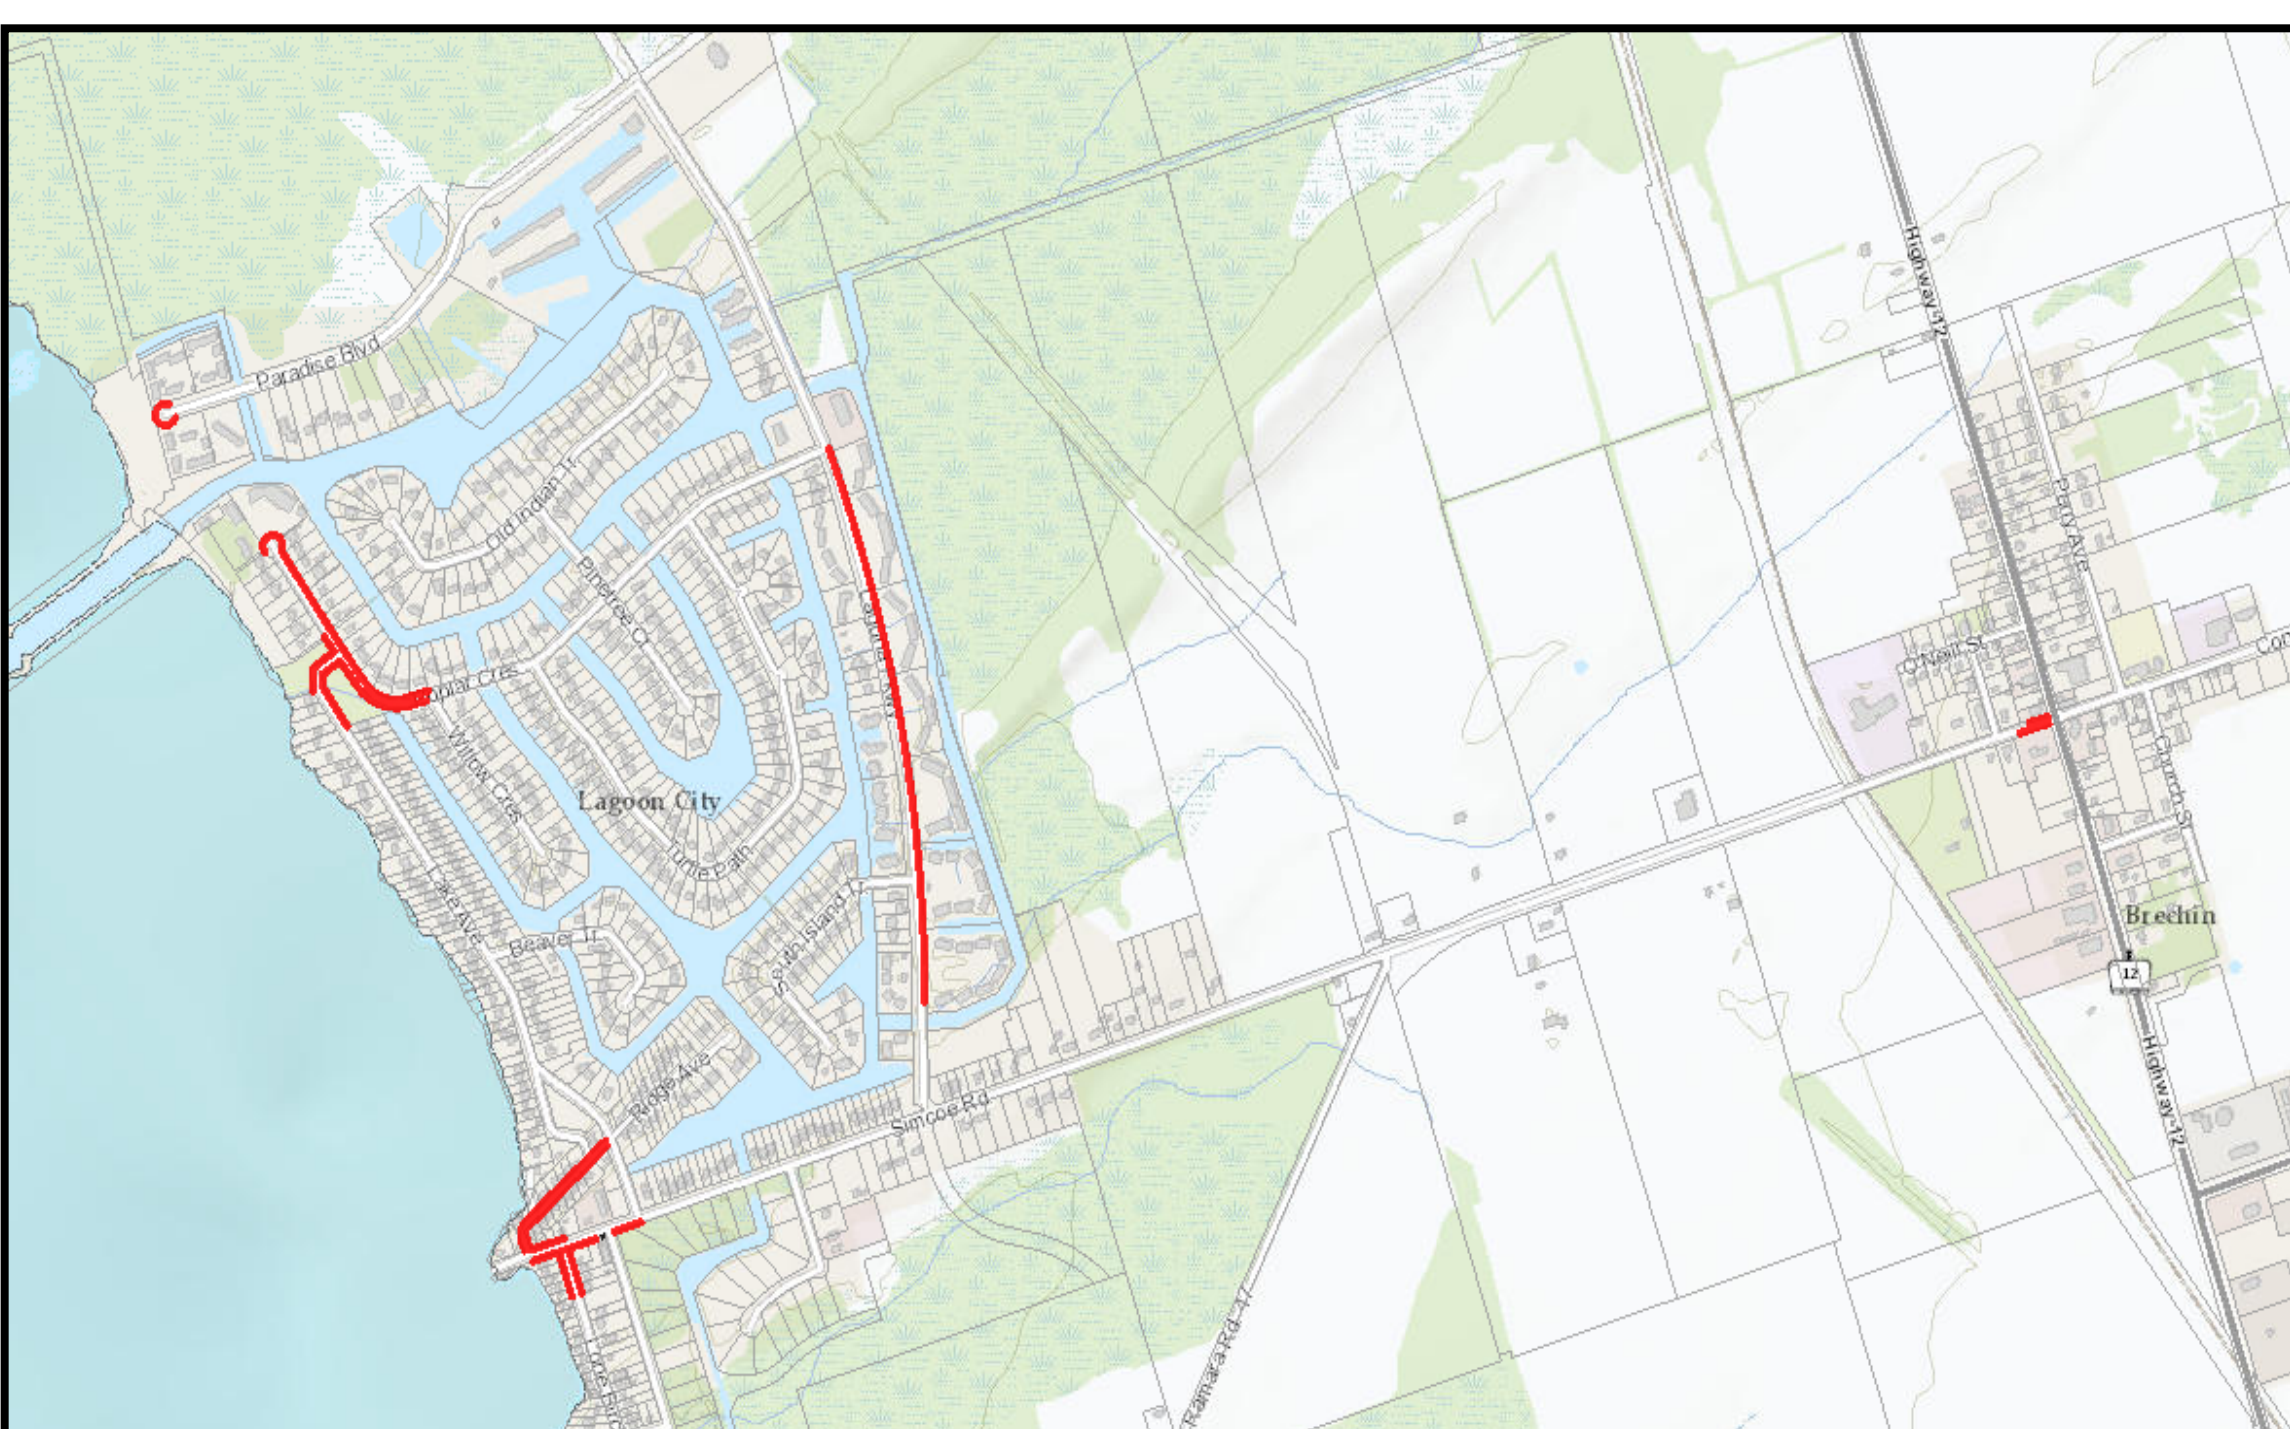 Highway 12
Paradise Blvd
Old Indian Tr
Parry Ave
Pinetree Ct
Laguna Pkwy
O'Neill St
Poplar Cres
Willow Cres
Church St
Lagoon City
Turtle Path
Lake Ave
South Island Tr
Beaver Tr
Brechin
12
Ridge Ave
Simcoe Rd
Highway 12
Ramara Rd 47